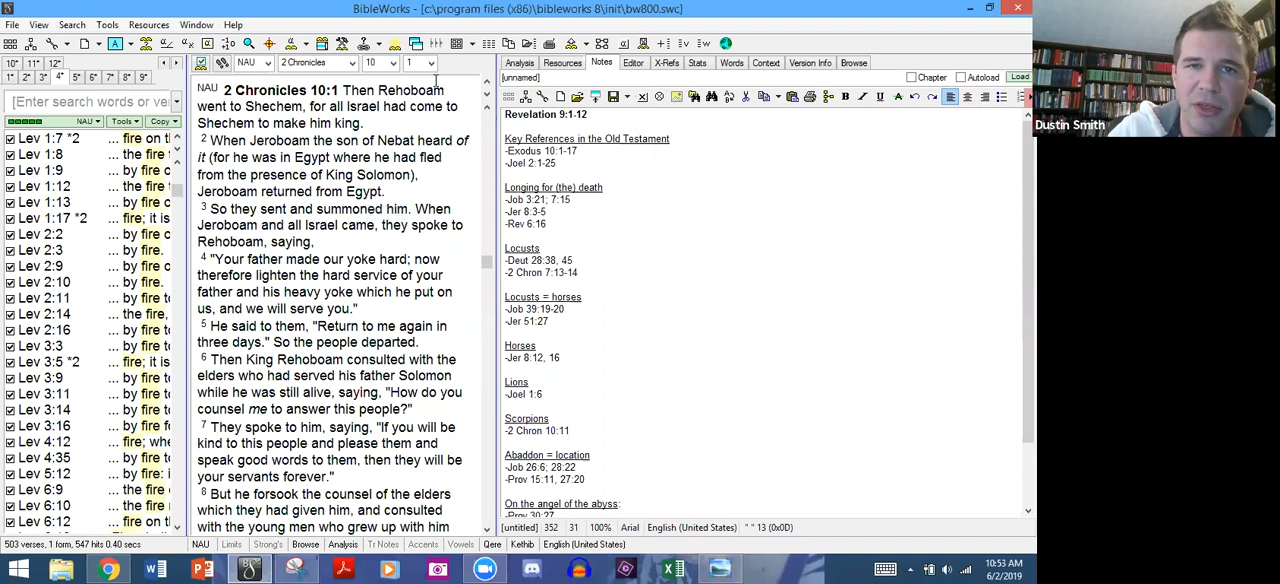 BibleWorks - [c:\program files (x86)\bibleworks 8\init\bw800.swc]
File View Search Tools Resources Window Help
10° 11° 12°
1° 2° 3° 4° 5° 6° 7° 8° 9°
[Enter search words or ver
NAU Tools Copy
Lev 1:7 *2 ... fire on t
Lev 1:8 ... the fire t
Lev 1:9 ... by fire o
Lev 1:12 ... the fire t
Lev 1:13 ... by fire o
Lev 1:17 *2 ... fire; it is
Lev 2:2 ... by fire o
Lev 2:3 ... by fire.
Lev 2:9 ... by fire o
Lev 2:10 ... by fire.
Lev 2:11 ... by fire to
Lev 2:14 ... the fire,
Lev 2:16 ... by fire to
Lev 3:3 ... by fire to
Lev 3:5 *2 ... fire; it is
Lev 3:9 ... by fire to
Lev 3:11 ... by fire to
Lev 3:14 ... by fire to
Lev 3:16 ... by fire fo
Lev 4:12 ... fire; whe
Lev 4:35 ... by fire to
Lev 5:12 ... by fire: i
Lev 6:9 ... the fire o
Lev 6:10 ... the fire r
Lev 6:12 ... fire on t
503 verses, 1 form, 547 hits 0.40 secs
NAU 2 Chronicles 10 1
NAU 2 Chronicles 10:1 Then Rehoboam
went to Shechem, for all Israel had come to
Shechem to make him king.
2 When Jeroboam the son of Nebat heard of
it (for he was in Egypt where he had fled
from the presence of King Solomon),
Jeroboam returned from Egypt.
3 So they sent and summoned him. When
Jeroboam and all Israel came, they spoke to
Rehoboam, saying,
4 "Your father made our yoke hard; now
therefore lighten the hard service of your
father and his heavy yoke which he put on
us, and we will serve you."
5 He said to them, "Return to me again in
three days." So the people departed.
6 Then King Rehoboam consulted with the
elders who had served his father Solomon
while he was still alive, saying, "How do you
counsel me to answer this people?"
7 They spoke to him, saying, "If you will be
kind to this people and please them and
speak good words to them, then they will be
your servants forever."
8 But he forsook the counsel of the elders
which they had given him, and consulted
with the young men who grew up with him
NAU Limits Strong's Browse Analysis Tr Notes Accents Vowels Qere Kethib English (United States)
Analysis Resources Notes Editor X-Refs Stats Words Context Version Info Browse
[unnamed] Chapter Autoload Load
Revelation 9:1-12
Key References in the Old Testament
-Exodus 10:1-17
-Joel 2:1-25
Longing for (the) death
-Job 3:21; 7:15
-Jer 8:3-5
-Rev 6:16
Locusts
-Deut 28:38, 45
-2 Chron 7:13-14
Locusts = horses
-Job 39:19-20
-Jer 51:27
Horses
-Jer 8:12, 16
Lions
-Joel 1:6
Scorpions
-2 Chron 10:11
Abaddon = location
-Job 26:6; 28:22
-Prov 15:11, 27:20
On the angel of the abyss:
-Prov 30:27
[untitled] 352 31 100% Arial English (United States) " " 13 (0x0D)
Dustin Smith
10:53 AM
6/2/2019